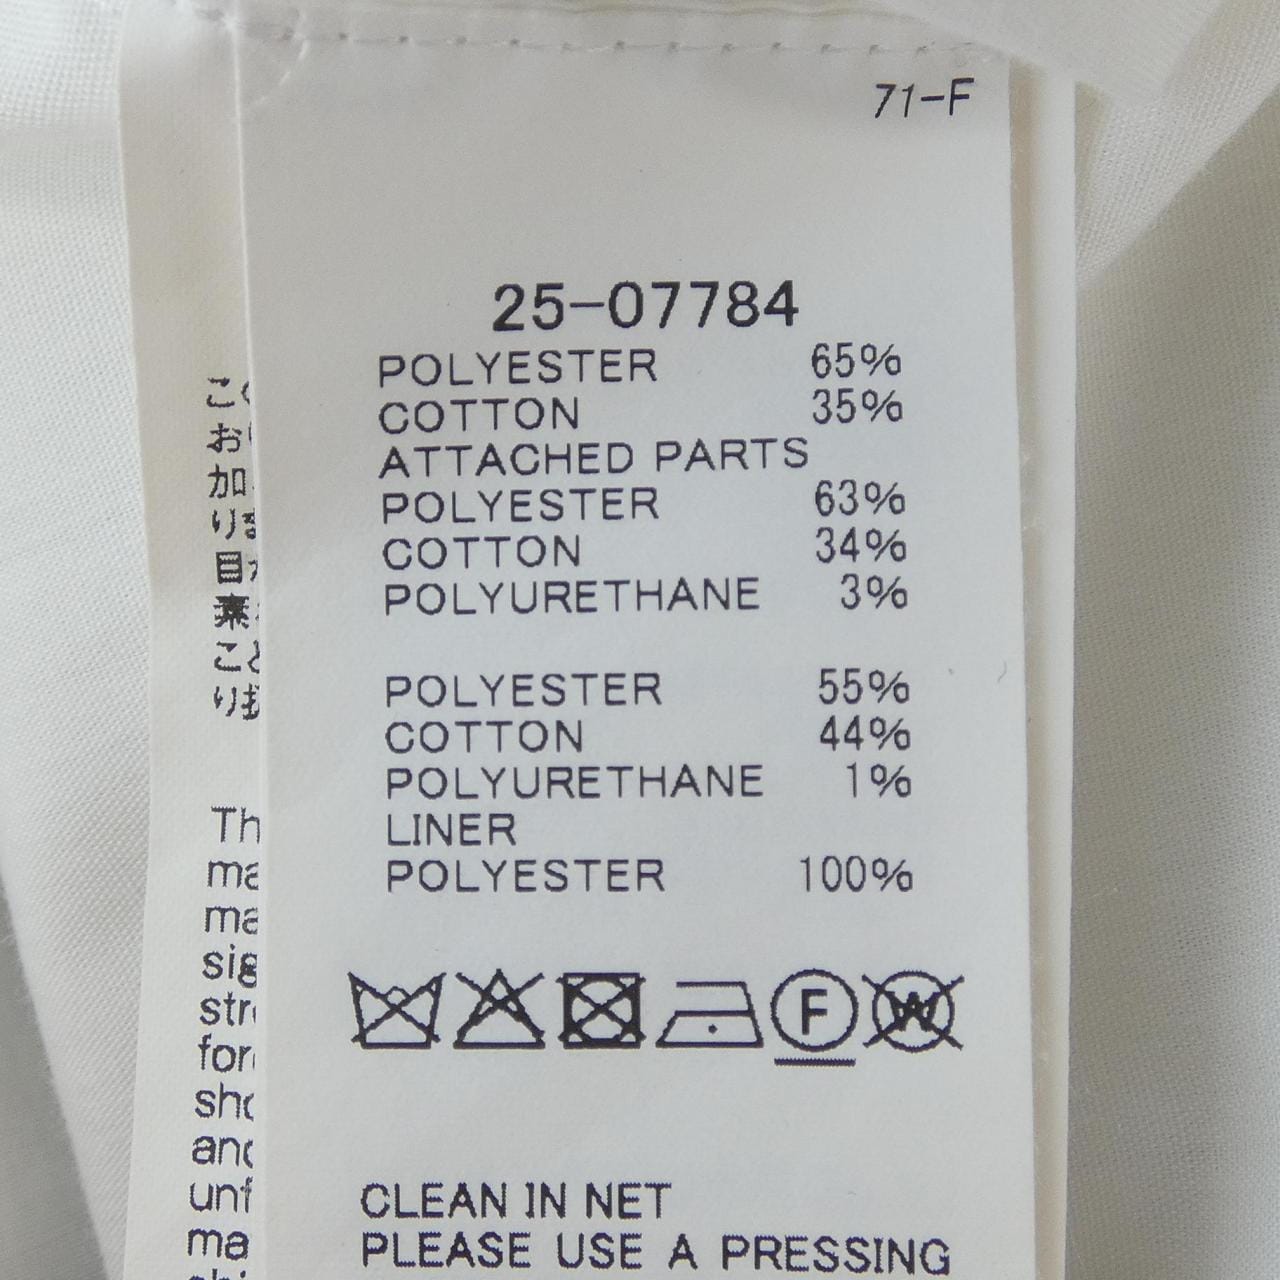 71-F
25-07784
POLYESTER 65%
COTTON 35%
ATTACHED PARTS
POLYESTER 63%
COTTON 34%
POLYURETHANE 3%
POLYESTER 55%
COTTON 44%
POLYURETHANE 1%
LINER
POLYESTER 100%
F W
CLEAN IN NET
PLEASE USE A PRESSING